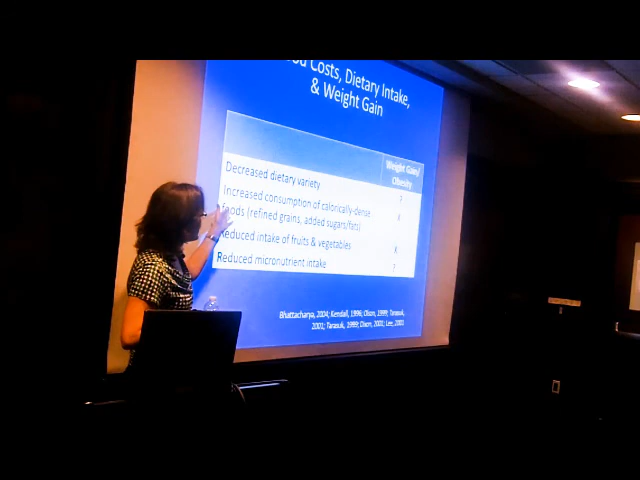 Costs, Dietary Intake,
& Weight Gain
Weight Gain/
Obesity
Decreased dietary variety
?
Increased consumption of calorically-dense
foods (refined grains, added sugars/fats)
X
Reduced intake of fruits & vegetables
X
Reduced micronutrient intake
?
Bhattacharya, 2004; Kendall, 1996; Olson, 1999; Tarasuk,
2001; Tarasuk, 1999; Dixon, 2001; Lee, 2001